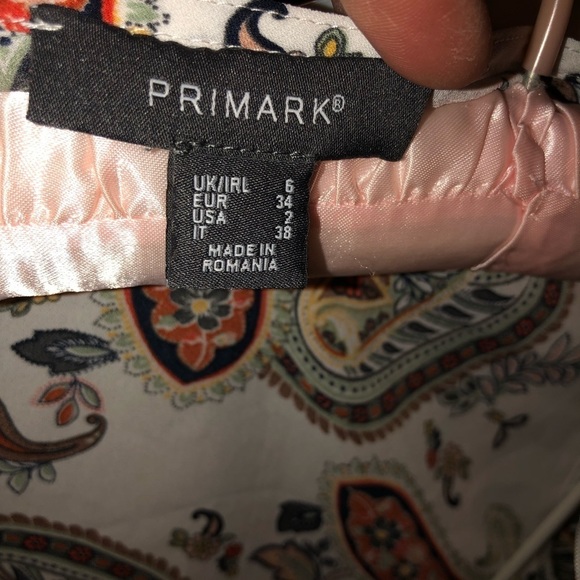 PRIMARK®
UK/IRL 6
EUR 34
USA 2
IT 38
MADE IN
ROMANIA